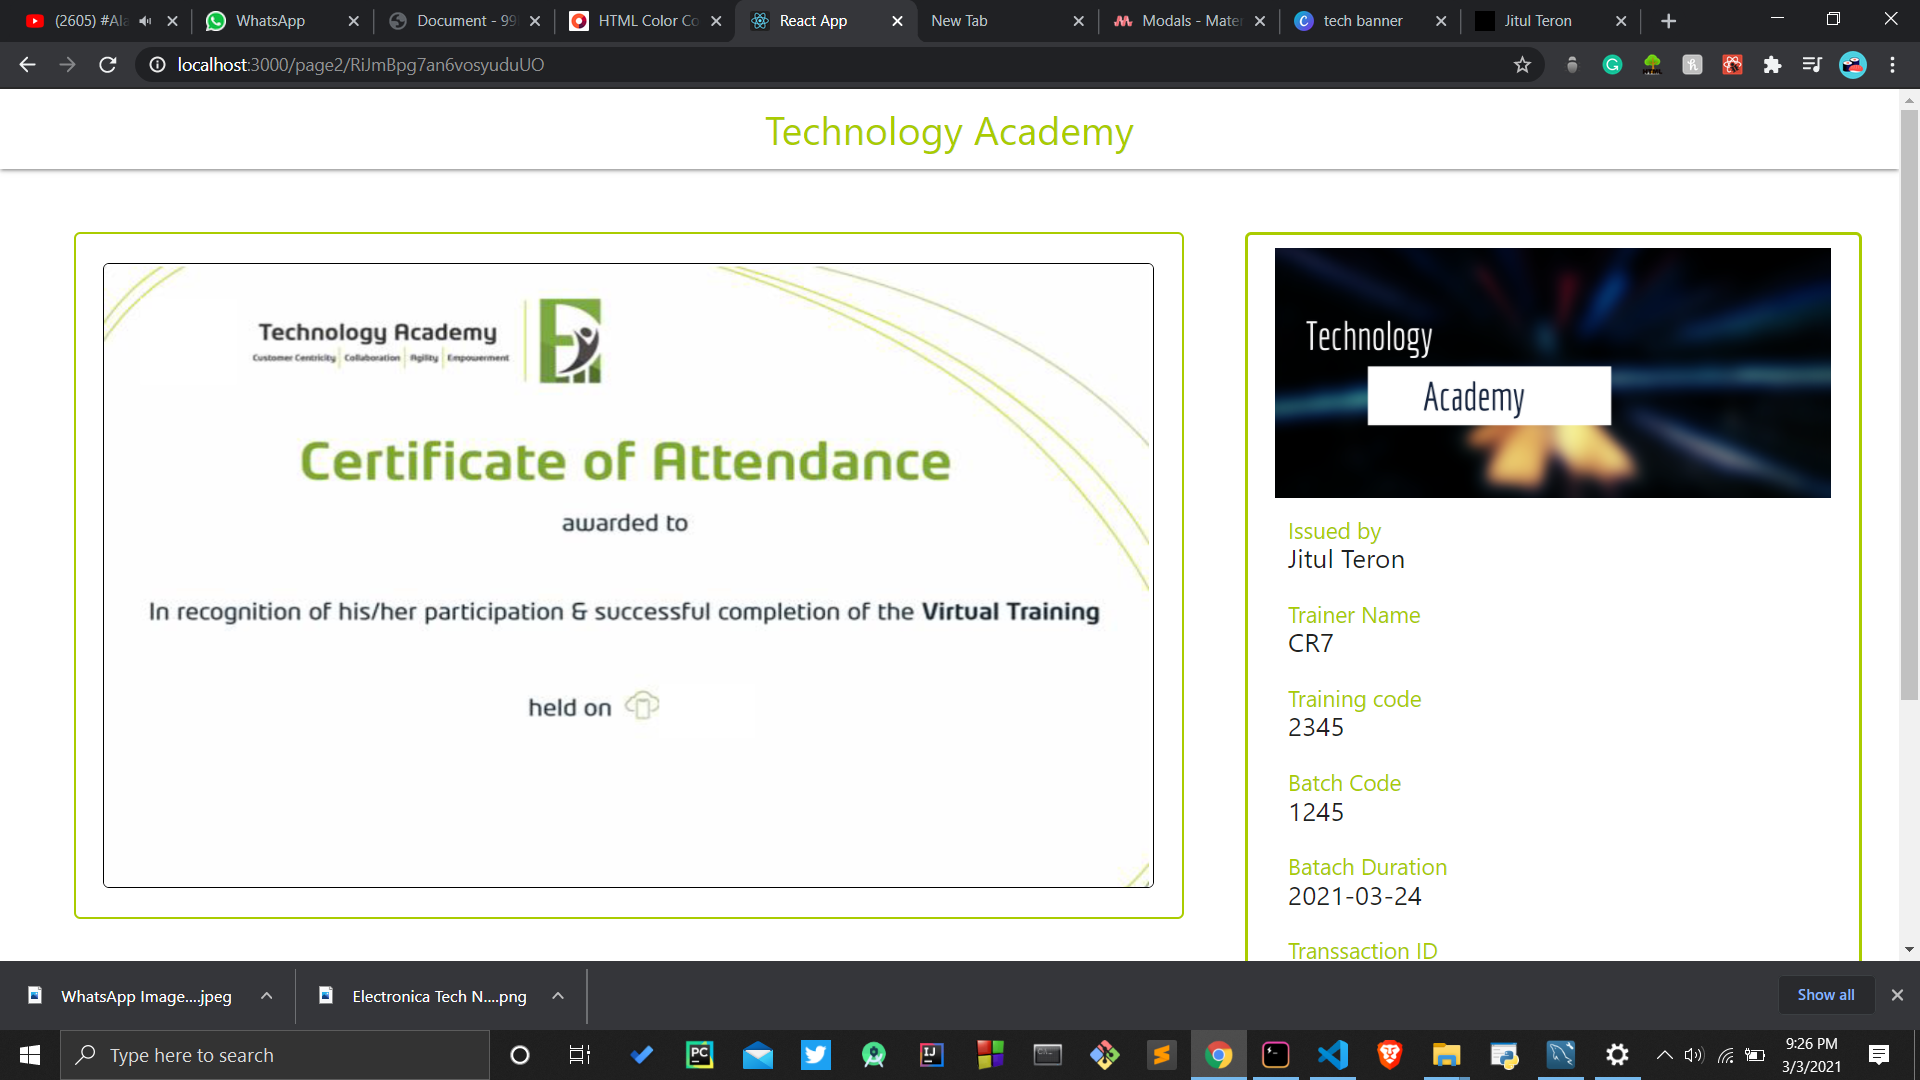 (2605) #Ala
WhatsApp
Document - 99
HTML Color Co
React App
New Tab
Modals - Mater
tech banner
Jitul Teron
localhost:3000/page2/RiJmBpg7an6vosyuduUO
Technology Academy
Technology Academy
Customer Centricity | Collaboration | Agility | Empowerment
Certificate of Attendance
awarded to
In recognition of his/her participation & successful completion of the Virtual Training
held on
Technology
Academy
Issued by
Jitul Teron
Trainer Name
CR7
Training code
2345
Batch Code
1245
Batach Duration
2021-03-24
Transsaction ID
WhatsApp Image....jpeg
Electronica Tech N....png
Show all
Type here to search
9:26 PM
3/3/2021